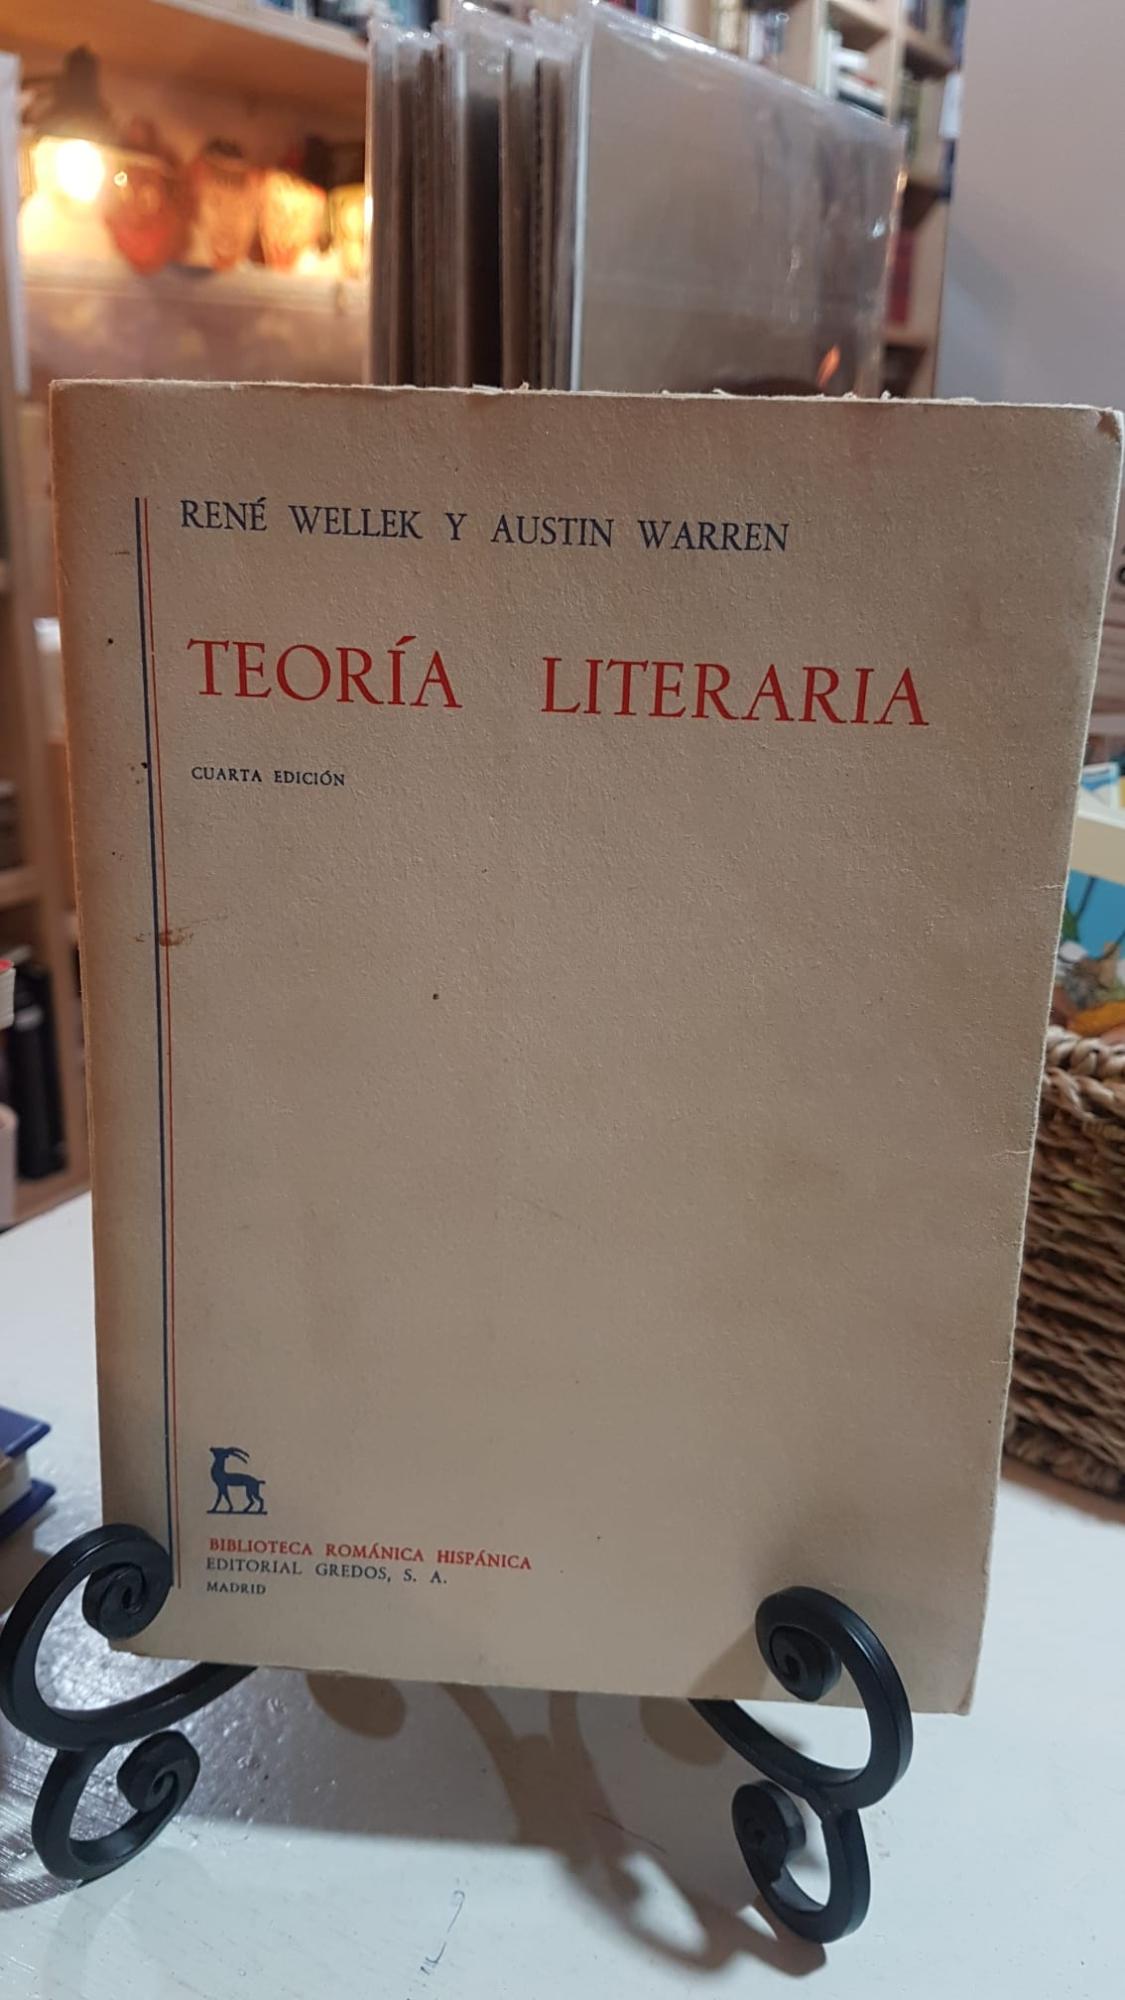 RENÉ WELLEK Y AUSTIN WARREN
TEORÍA LITERARIA
CUARTA EDICIÓN
BIBLIOTECA ROMÁNICA HISPÁNICA
EDITORIAL GREDOS, S. A.
MADRID